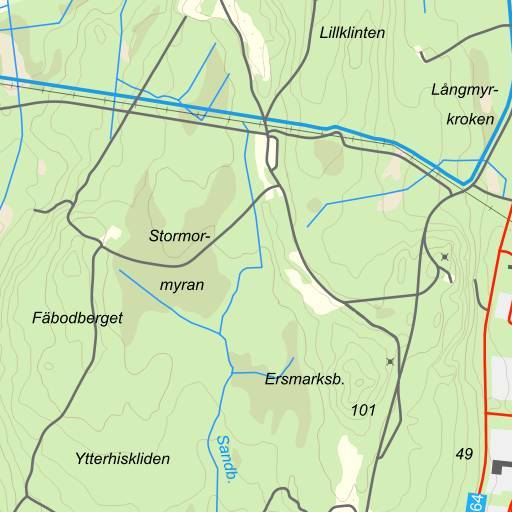 Lillklinten
Långmyr-
kroken
Stormor-
myran
Fäbodberget
Ersmarksb.
101
Ytterhiskliden
Sandb.
49
64